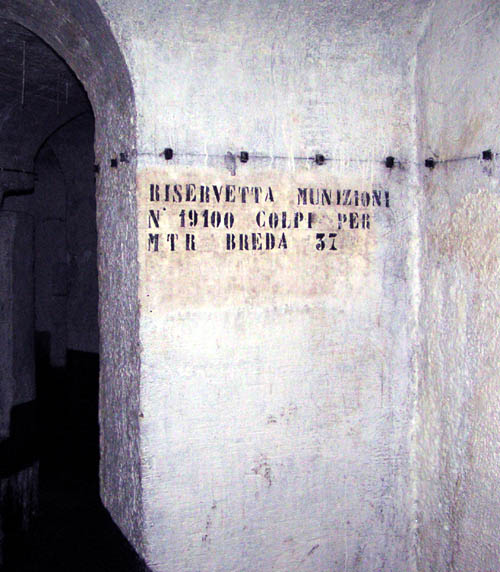 RISERVETTA MUNIZIONI
N° 19100 COLPI PER
MTR BREDA 37